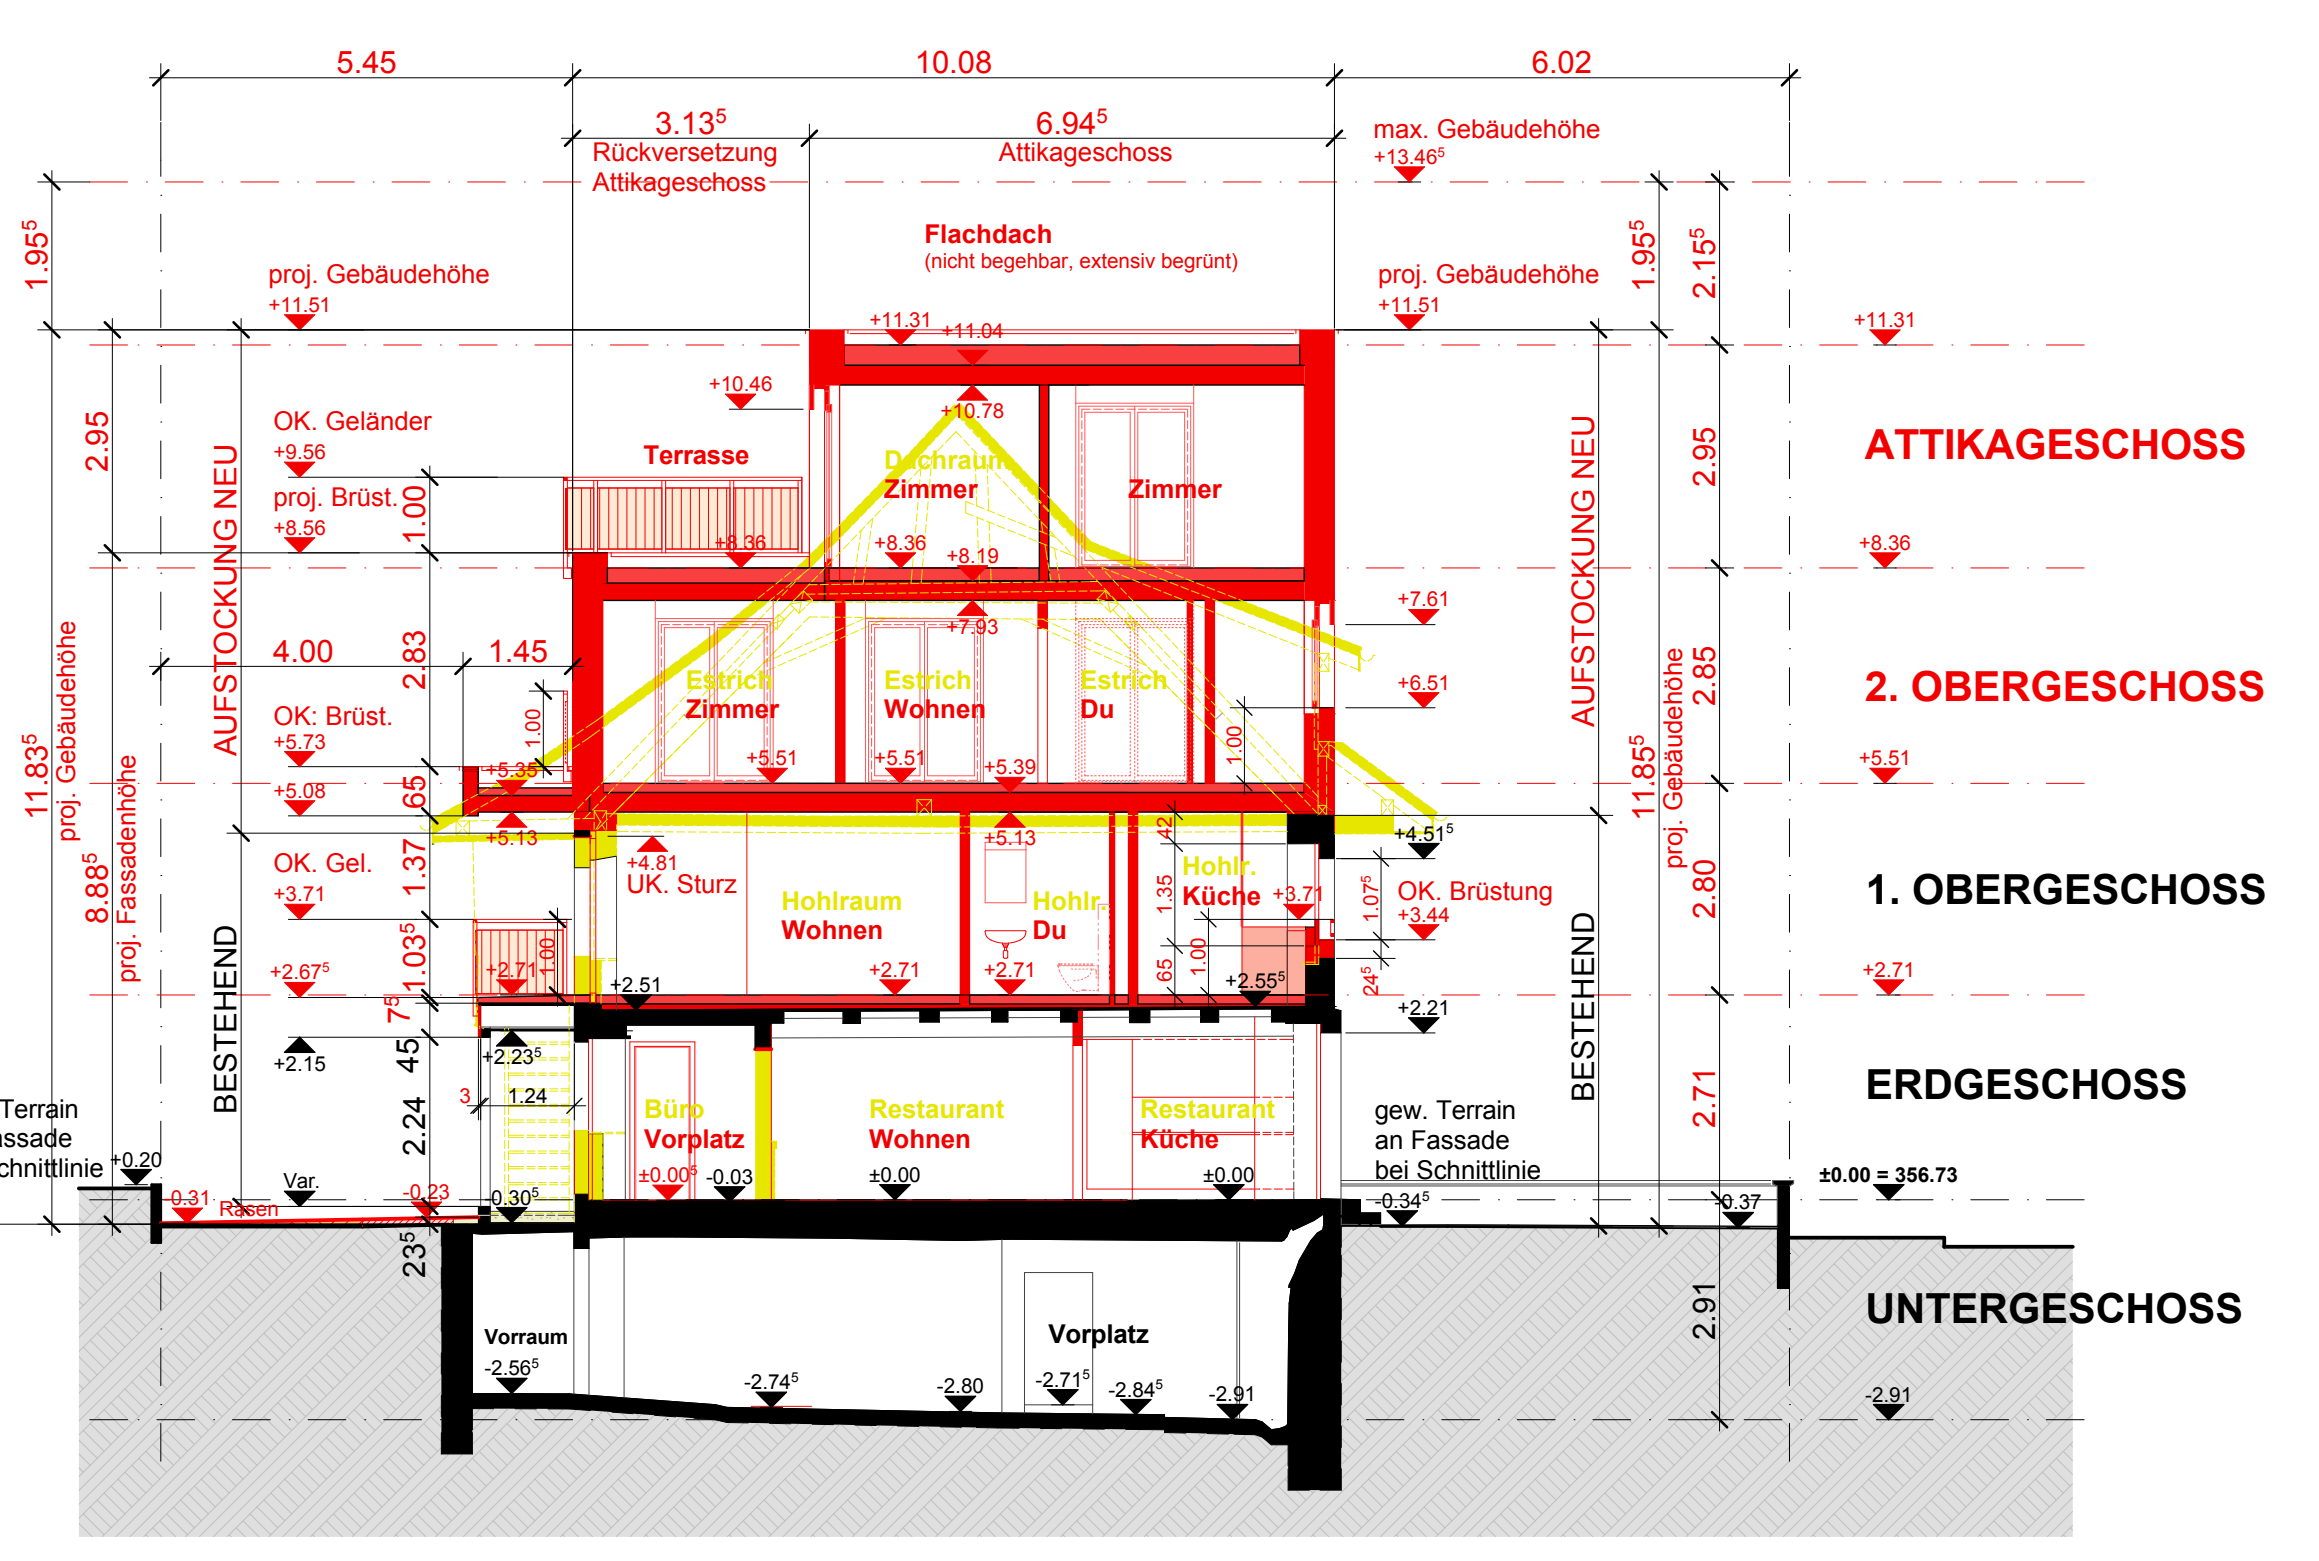 5.45
10.08
6.02
3.13⁵
6.94⁵
Rückversetzung
Attikageschoss
Attikageschoss
max. Gebäudehöhe
+13.46⁵
1.95⁵
1.95⁵
2.15⁵
Flachdach
(nicht begehbar, extensiv begrünt)
proj. Gebäudehöhe
+11.51
proj. Gebäudehöhe
+11.51
+11.31
+11.04
+11.31
+10.46
+10.78
2.95
OK. Geländer
+9.56
proj. Brüst.
+8.56
1.00
AUFSTOCKUNG NEU
Terrasse
Dachraum
Zimmer
Zimmer
AUFSTOCKUNG NEU
2.95
ATTIKAGESCHOSS
+8.36
+8.36
+8.19
+8.36
+7.93
+7.61
4.00
1.45
2.83
2.85
OK: Brüst.
+5.73
1.00
Estrich
Zimmer
Estrich
Wohnen
Estrich
Du
+6.51
1.00
2. OBERGESCHOSS
11.83⁵
proj. Gebäudehöhe
8.88⁵
proj. Fassadenhöhe
11.85⁵
proj. Gebäudehöhe
+5.51
+5.51
+5.39
+5.51
+5.35
+5.08
65
+5.13
+5.13
+4.81
UK. Sturz
42
+4.51⁵
OK. Gel.
+3.71
1.37
Hohlraum
Wohnen
Hohlr.
Du
Hohlr.
Küche
+3.71
1.35
1.07⁵
OK. Brüstung
+3.44
2.80
1. OBERGESCHOSS
BESTEHEND
BESTEHEND
+2.67⁵
1.03⁵
1.00
+2.71
+2.71
+2.71
65
1.00
24⁵
+2.71
+2.51
+2.55⁵
7⁵
+2.21
+2.15
45
+2.23⁵
3
1.24
2.24
Büro
Vorplatz
Restaurant
Wohnen
Restaurant
Küche
gew. Terrain
an Fassade
bei Schnittlinie
2.71
ERDGESCHOSS
Terrain
assade
chnittlinie
+0.20
Var.
±0.00⁵
-0.03
±0.00
±0.00
±0.00 = 356.73
-0.31
Rasen
-0.23
-0.30⁵
-0.34⁵
-0.37
23⁵
2.91
UNTERGESCHOSS
Vorraum
-2.56⁵
Vorplatz
-2.74⁵
-2.80
-2.71⁵
-2.84⁵
-2.91
-2.91